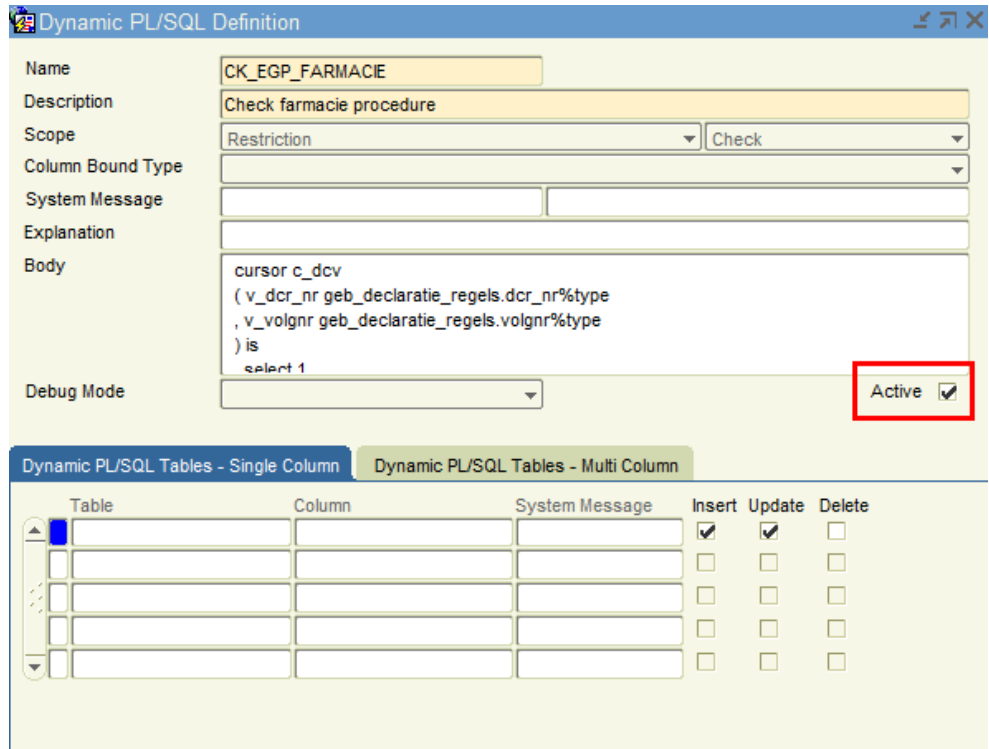 Dynamic PL/SQL Definition
Name CK_EGP_FARMACIE
Description Check farmacie procedure
Scope Restriction Check
Column Bound Type
System Message
Explanation
Body cursor c_dcv
( v_dcr_nr geb_declaratie_regels.dcr_nr%type
, v_volgnr geb_declaratie_regels.volgnr%type
) is
select 1
Debug Mode Active
Dynamic PL/SQL Tables - Single Column Dynamic PL/SQL Tables - Multi Column
Table Column System Message Insert Update Delete